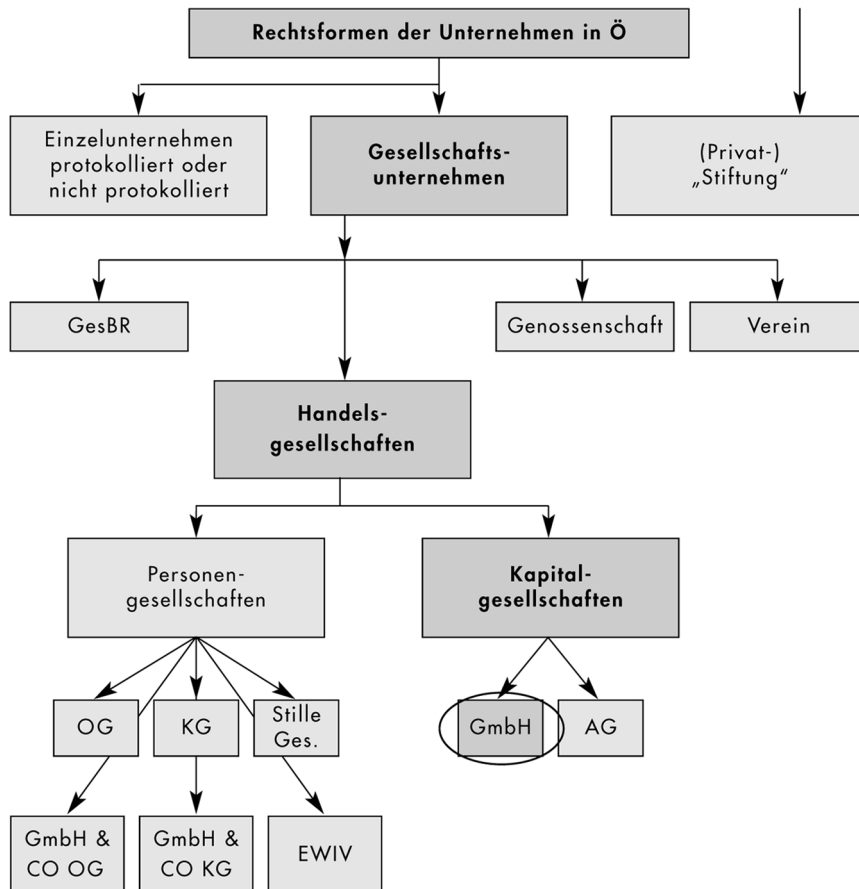 Rechtsformen der Unternehmen in Ö
Einzelunternehmen
protokolliert oder
nicht protokolliert
Gesellschafts-
unternehmen
(Privat-)
„Stiftung“
GesBR
Genossenschaft
Verein
Handels-
gesellschaften
Personen-
gesellschaften
Kapital-
gesellschaften
OG
KG
Stille
Ges.
GmbH
AG
GmbH &
CO OG
GmbH &
CO KG
EWIV